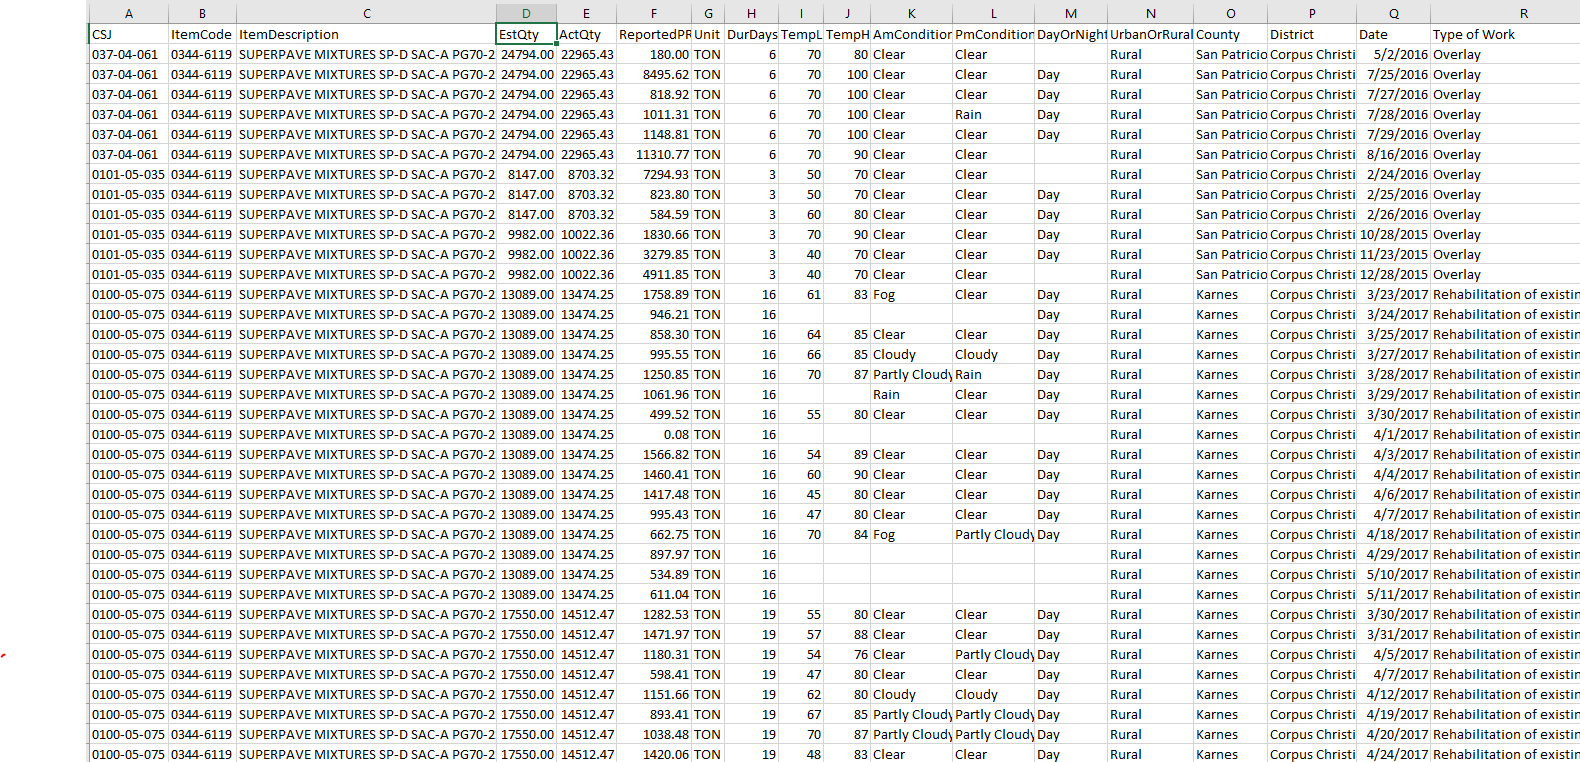 A B C D E F G H I J K L M N O P Q R
CSJ ItemCode ItemDescription EstQty ActQty ReportedPR Unit DurDays TempL TempH AmCondition PmCondition DayOrNight UrbanOrRural County District Date Type of Work
037-04-061 0344-6119 SUPERPAVE MIXTURES SP-D SAC-A PG70-2 24794.00 22965.43 180.00 TON 6 70 80 Clear Clear Rural San Patricio Corpus Christi 5/2/2016 Overlay
037-04-061 0344-6119 SUPERPAVE MIXTURES SP-D SAC-A PG70-2 24794.00 22965.43 8495.62 TON 6 70 100 Clear Clear Day Rural San Patricio Corpus Christi 7/25/2016 Overlay
037-04-061 0344-6119 SUPERPAVE MIXTURES SP-D SAC-A PG70-2 24794.00 22965.43 818.92 TON 6 70 100 Clear Clear Day Rural San Patricio Corpus Christi 7/27/2016 Overlay
037-04-061 0344-6119 SUPERPAVE MIXTURES SP-D SAC-A PG70-2 24794.00 22965.43 1011.31 TON 6 70 100 Clear Rain Day Rural San Patricio Corpus Christi 7/28/2016 Overlay
037-04-061 0344-6119 SUPERPAVE MIXTURES SP-D SAC-A PG70-2 24794.00 22965.43 1148.81 TON 6 70 100 Clear Clear Day Rural San Patricio Corpus Christi 7/29/2016 Overlay
037-04-061 0344-6119 SUPERPAVE MIXTURES SP-D SAC-A PG70-2 24794.00 22965.43 11310.77 TON 6 70 90 Clear Clear Rural San Patricio Corpus Christi 8/16/2016 Overlay
0101-05-035 0344-6119 SUPERPAVE MIXTURES SP-D SAC-A PG70-2 8147.00 8703.32 7294.93 TON 3 50 70 Clear Clear Rural San Patricio Corpus Christi 2/24/2016 Overlay
0101-05-035 0344-6119 SUPERPAVE MIXTURES SP-D SAC-A PG70-2 8147.00 8703.32 823.80 TON 3 50 70 Clear Clear Day Rural San Patricio Corpus Christi 2/25/2016 Overlay
0101-05-035 0344-6119 SUPERPAVE MIXTURES SP-D SAC-A PG70-2 8147.00 8703.32 584.59 TON 3 60 80 Clear Clear Day Rural San Patricio Corpus Christi 2/26/2016 Overlay
0101-05-035 0344-6119 SUPERPAVE MIXTURES SP-D SAC-A PG70-2 9982.00 10022.36 1830.66 TON 3 70 90 Clear Clear Day Rural San Patricio Corpus Christi 10/28/2015 Overlay
0101-05-035 0344-6119 SUPERPAVE MIXTURES SP-D SAC-A PG70-2 9982.00 10022.36 3279.85 TON 3 40 70 Clear Clear Day Rural San Patricio Corpus Christi 11/23/2015 Overlay
0101-05-035 0344-6119 SUPERPAVE MIXTURES SP-D SAC-A PG70-2 9982.00 10022.36 4911.85 TON 3 40 70 Clear Clear Rural San Patricio Corpus Christi 12/28/2015 Overlay
0100-05-075 0344-6119 SUPERPAVE MIXTURES SP-D SAC-A PG70-2 13089.00 13474.25 1758.89 TON 16 61 83 Fog Clear Day Rural Karnes Corpus Christi 3/23/2017 Rehabilitation of existin
0100-05-075 0344-6119 SUPERPAVE MIXTURES SP-D SAC-A PG70-2 13089.00 13474.25 946.21 TON 16 Day Rural Karnes Corpus Christi 3/24/2017 Rehabilitation of existin
0100-05-075 0344-6119 SUPERPAVE MIXTURES SP-D SAC-A PG70-2 13089.00 13474.25 858.30 TON 16 64 85 Clear Clear Day Rural Karnes Corpus Christi 3/25/2017 Rehabilitation of existin
0100-05-075 0344-6119 SUPERPAVE MIXTURES SP-D SAC-A PG70-2 13089.00 13474.25 995.55 TON 16 66 85 Cloudy Cloudy Day Rural Karnes Corpus Christi 3/27/2017 Rehabilitation of existin
0100-05-075 0344-6119 SUPERPAVE MIXTURES SP-D SAC-A PG70-2 13089.00 13474.25 1250.85 TON 16 70 87 Partly Cloudy Rain Day Rural Karnes Corpus Christi 3/28/2017 Rehabilitation of existin
0100-05-075 0344-6119 SUPERPAVE MIXTURES SP-D SAC-A PG70-2 13089.00 13474.25 1061.96 TON 16 Rain Clear Day Rural Karnes Corpus Christi 3/29/2017 Rehabilitation of existin
0100-05-075 0344-6119 SUPERPAVE MIXTURES SP-D SAC-A PG70-2 13089.00 13474.25 499.52 TON 16 55 80 Clear Clear Day Rural Karnes Corpus Christi 3/30/2017 Rehabilitation of existin
0100-05-075 0344-6119 SUPERPAVE MIXTURES SP-D SAC-A PG70-2 13089.00 13474.25 0.08 TON 16 Rural Karnes Corpus Christi 4/1/2017 Rehabilitation of existin
0100-05-075 0344-6119 SUPERPAVE MIXTURES SP-D SAC-A PG70-2 13089.00 13474.25 1566.82 TON 16 54 89 Clear Clear Day Rural Karnes Corpus Christi 4/3/2017 Rehabilitation of existin
0100-05-075 0344-6119 SUPERPAVE MIXTURES SP-D SAC-A PG70-2 13089.00 13474.25 1460.41 TON 16 60 90 Clear Clear Day Rural Karnes Corpus Christi 4/4/2017 Rehabilitation of existin
0100-05-075 0344-6119 SUPERPAVE MIXTURES SP-D SAC-A PG70-2 13089.00 13474.25 1417.48 TON 16 45 80 Clear Clear Day Rural Karnes Corpus Christi 4/6/2017 Rehabilitation of existin
0100-05-075 0344-6119 SUPERPAVE MIXTURES SP-D SAC-A PG70-2 13089.00 13474.25 995.43 TON 16 47 80 Clear Clear Day Rural Karnes Corpus Christi 4/7/2017 Rehabilitation of existin
0100-05-075 0344-6119 SUPERPAVE MIXTURES SP-D SAC-A PG70-2 13089.00 13474.25 662.75 TON 16 70 84 Fog Partly Cloudy Day Rural Karnes Corpus Christi 4/18/2017 Rehabilitation of existin
0100-05-075 0344-6119 SUPERPAVE MIXTURES SP-D SAC-A PG70-2 13089.00 13474.25 897.97 TON 16 Rural Karnes Corpus Christi 4/29/2017 Rehabilitation of existin
0100-05-075 0344-6119 SUPERPAVE MIXTURES SP-D SAC-A PG70-2 13089.00 13474.25 534.89 TON 16 Rural Karnes Corpus Christi 5/10/2017 Rehabilitation of existin
0100-05-075 0344-6119 SUPERPAVE MIXTURES SP-D SAC-A PG70-2 13089.00 13474.25 611.04 TON 16 Rural Karnes Corpus Christi 5/11/2017 Rehabilitation of existin
0100-05-075 0344-6119 SUPERPAVE MIXTURES SP-D SAC-A PG70-2 17550.00 14512.47 1282.53 TON 19 55 80 Clear Clear Day Rural Karnes Corpus Christi 3/30/2017 Rehabilitation of existin
0100-05-075 0344-6119 SUPERPAVE MIXTURES SP-D SAC-A PG70-2 17550.00 14512.47 1471.97 TON 19 57 88 Clear Clear Day Rural Karnes Corpus Christi 3/31/2017 Rehabilitation of existin
0100-05-075 0344-6119 SUPERPAVE MIXTURES SP-D SAC-A PG70-2 17550.00 14512.47 1180.31 TON 19 54 76 Clear Partly Cloudy Day Rural Karnes Corpus Christi 4/5/2017 Rehabilitation of existin
0100-05-075 0344-6119 SUPERPAVE MIXTURES SP-D SAC-A PG70-2 17550.00 14512.47 598.41 TON 19 47 80 Clear Clear Day Rural Karnes Corpus Christi 4/7/2017 Rehabilitation of existin
0100-05-075 0344-6119 SUPERPAVE MIXTURES SP-D SAC-A PG70-2 17550.00 14512.47 1151.66 TON 19 62 80 Cloudy Cloudy Day Rural Karnes Corpus Christi 4/12/2017 Rehabilitation of existin
0100-05-075 0344-6119 SUPERPAVE MIXTURES SP-D SAC-A PG70-2 17550.00 14512.47 893.41 TON 19 67 85 Partly Cloudy Partly Cloudy Day Rural Karnes Corpus Christi 4/19/2017 Rehabilitation of existin
0100-05-075 0344-6119 SUPERPAVE MIXTURES SP-D SAC-A PG70-2 17550.00 14512.47 1038.48 TON 19 70 87 Partly Cloudy Partly Cloudy Day Rural Karnes Corpus Christi 4/20/2017 Rehabilitation of existin
0100-05-075 0344-6119 SUPERPAVE MIXTURES SP-D SAC-A PG70-2 17550.00 14512.47 1420.06 TON 19 48 83 Clear Clear Day Rural Karnes Corpus Christi 4/24/2017 Rehabilitation of existin